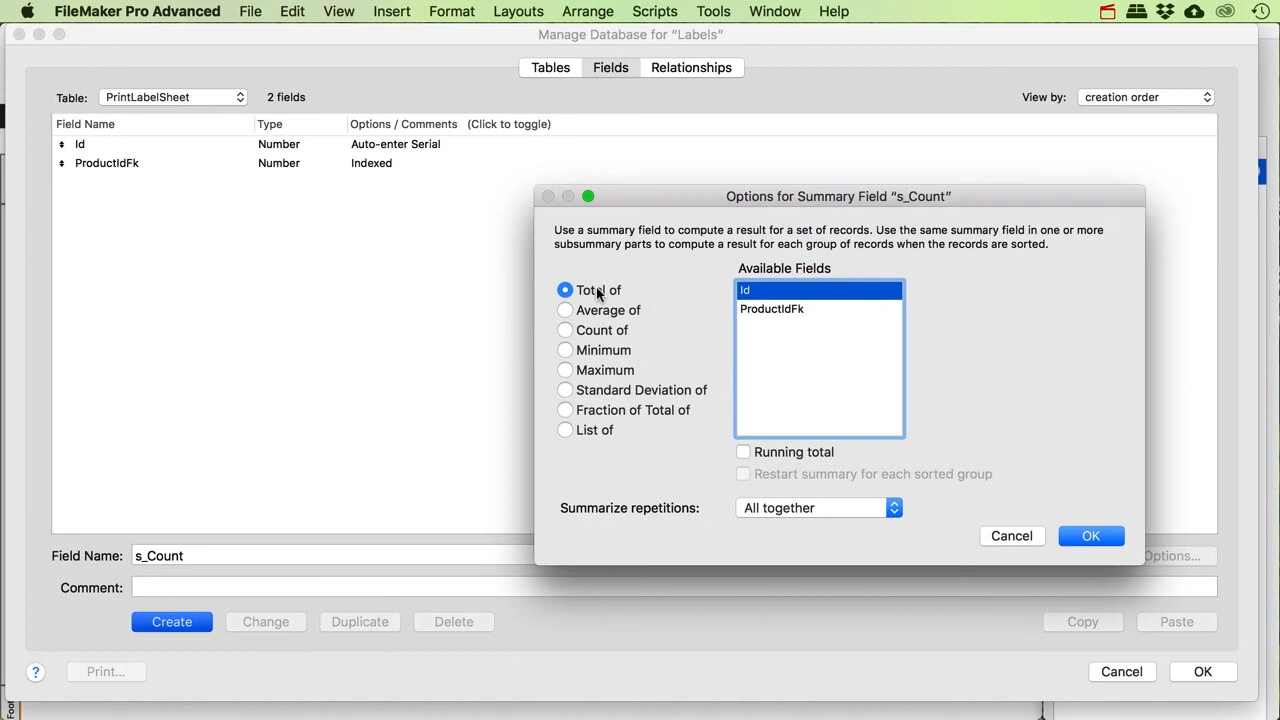 FileMaker Pro Advanced File Edit View Insert Format Layouts Arrange Scripts Tools Window Help
Manage Database for “Labels”
Tables Fields Relationships
Table: PrintLabelSheet 2 fields View by: creation order
Field Name Type Options / Comments (Click to toggle)
Id Number Auto-enter Serial
ProductIdFk Number Indexed
Options for Summary Field “s_Count”
Use a summary field to compute a result for a set of records. Use the same summary field in one or more
subsummary parts to compute a result for each group of records when the records are sorted.
Available Fields
Total of
Average of
Count of
Minimum
Maximum
Standard Deviation of
Fraction of Total of
List of
Id
ProductIdFk
Running total
Restart summary for each sorted group
Summarize repetitions: All together
Cancel OK
Field Name: s_Count Options...
Comment:
Create Change Duplicate Delete Copy Paste
? Print... Cancel OK
Foot